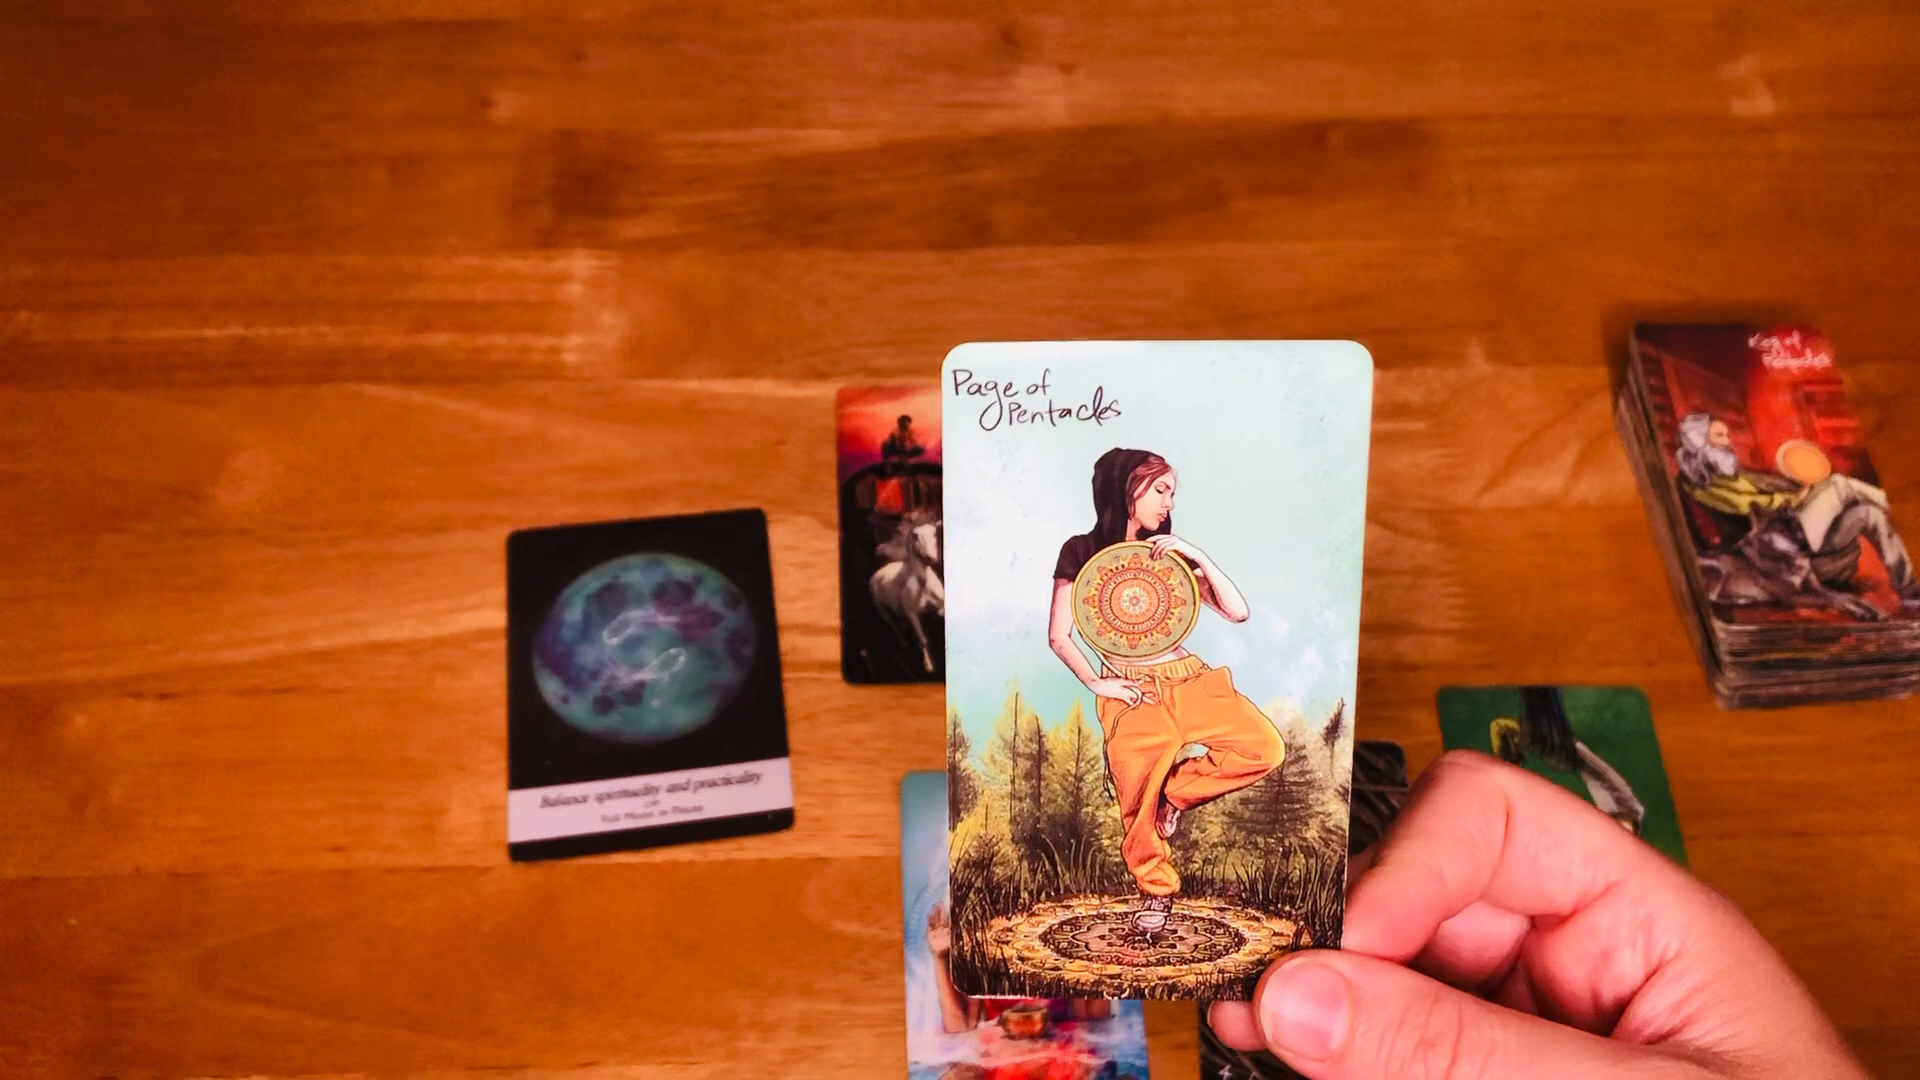 Page of
Pentacles
King of
Pentacles
Balance spirituality and practicality
Full Moon in Pisces